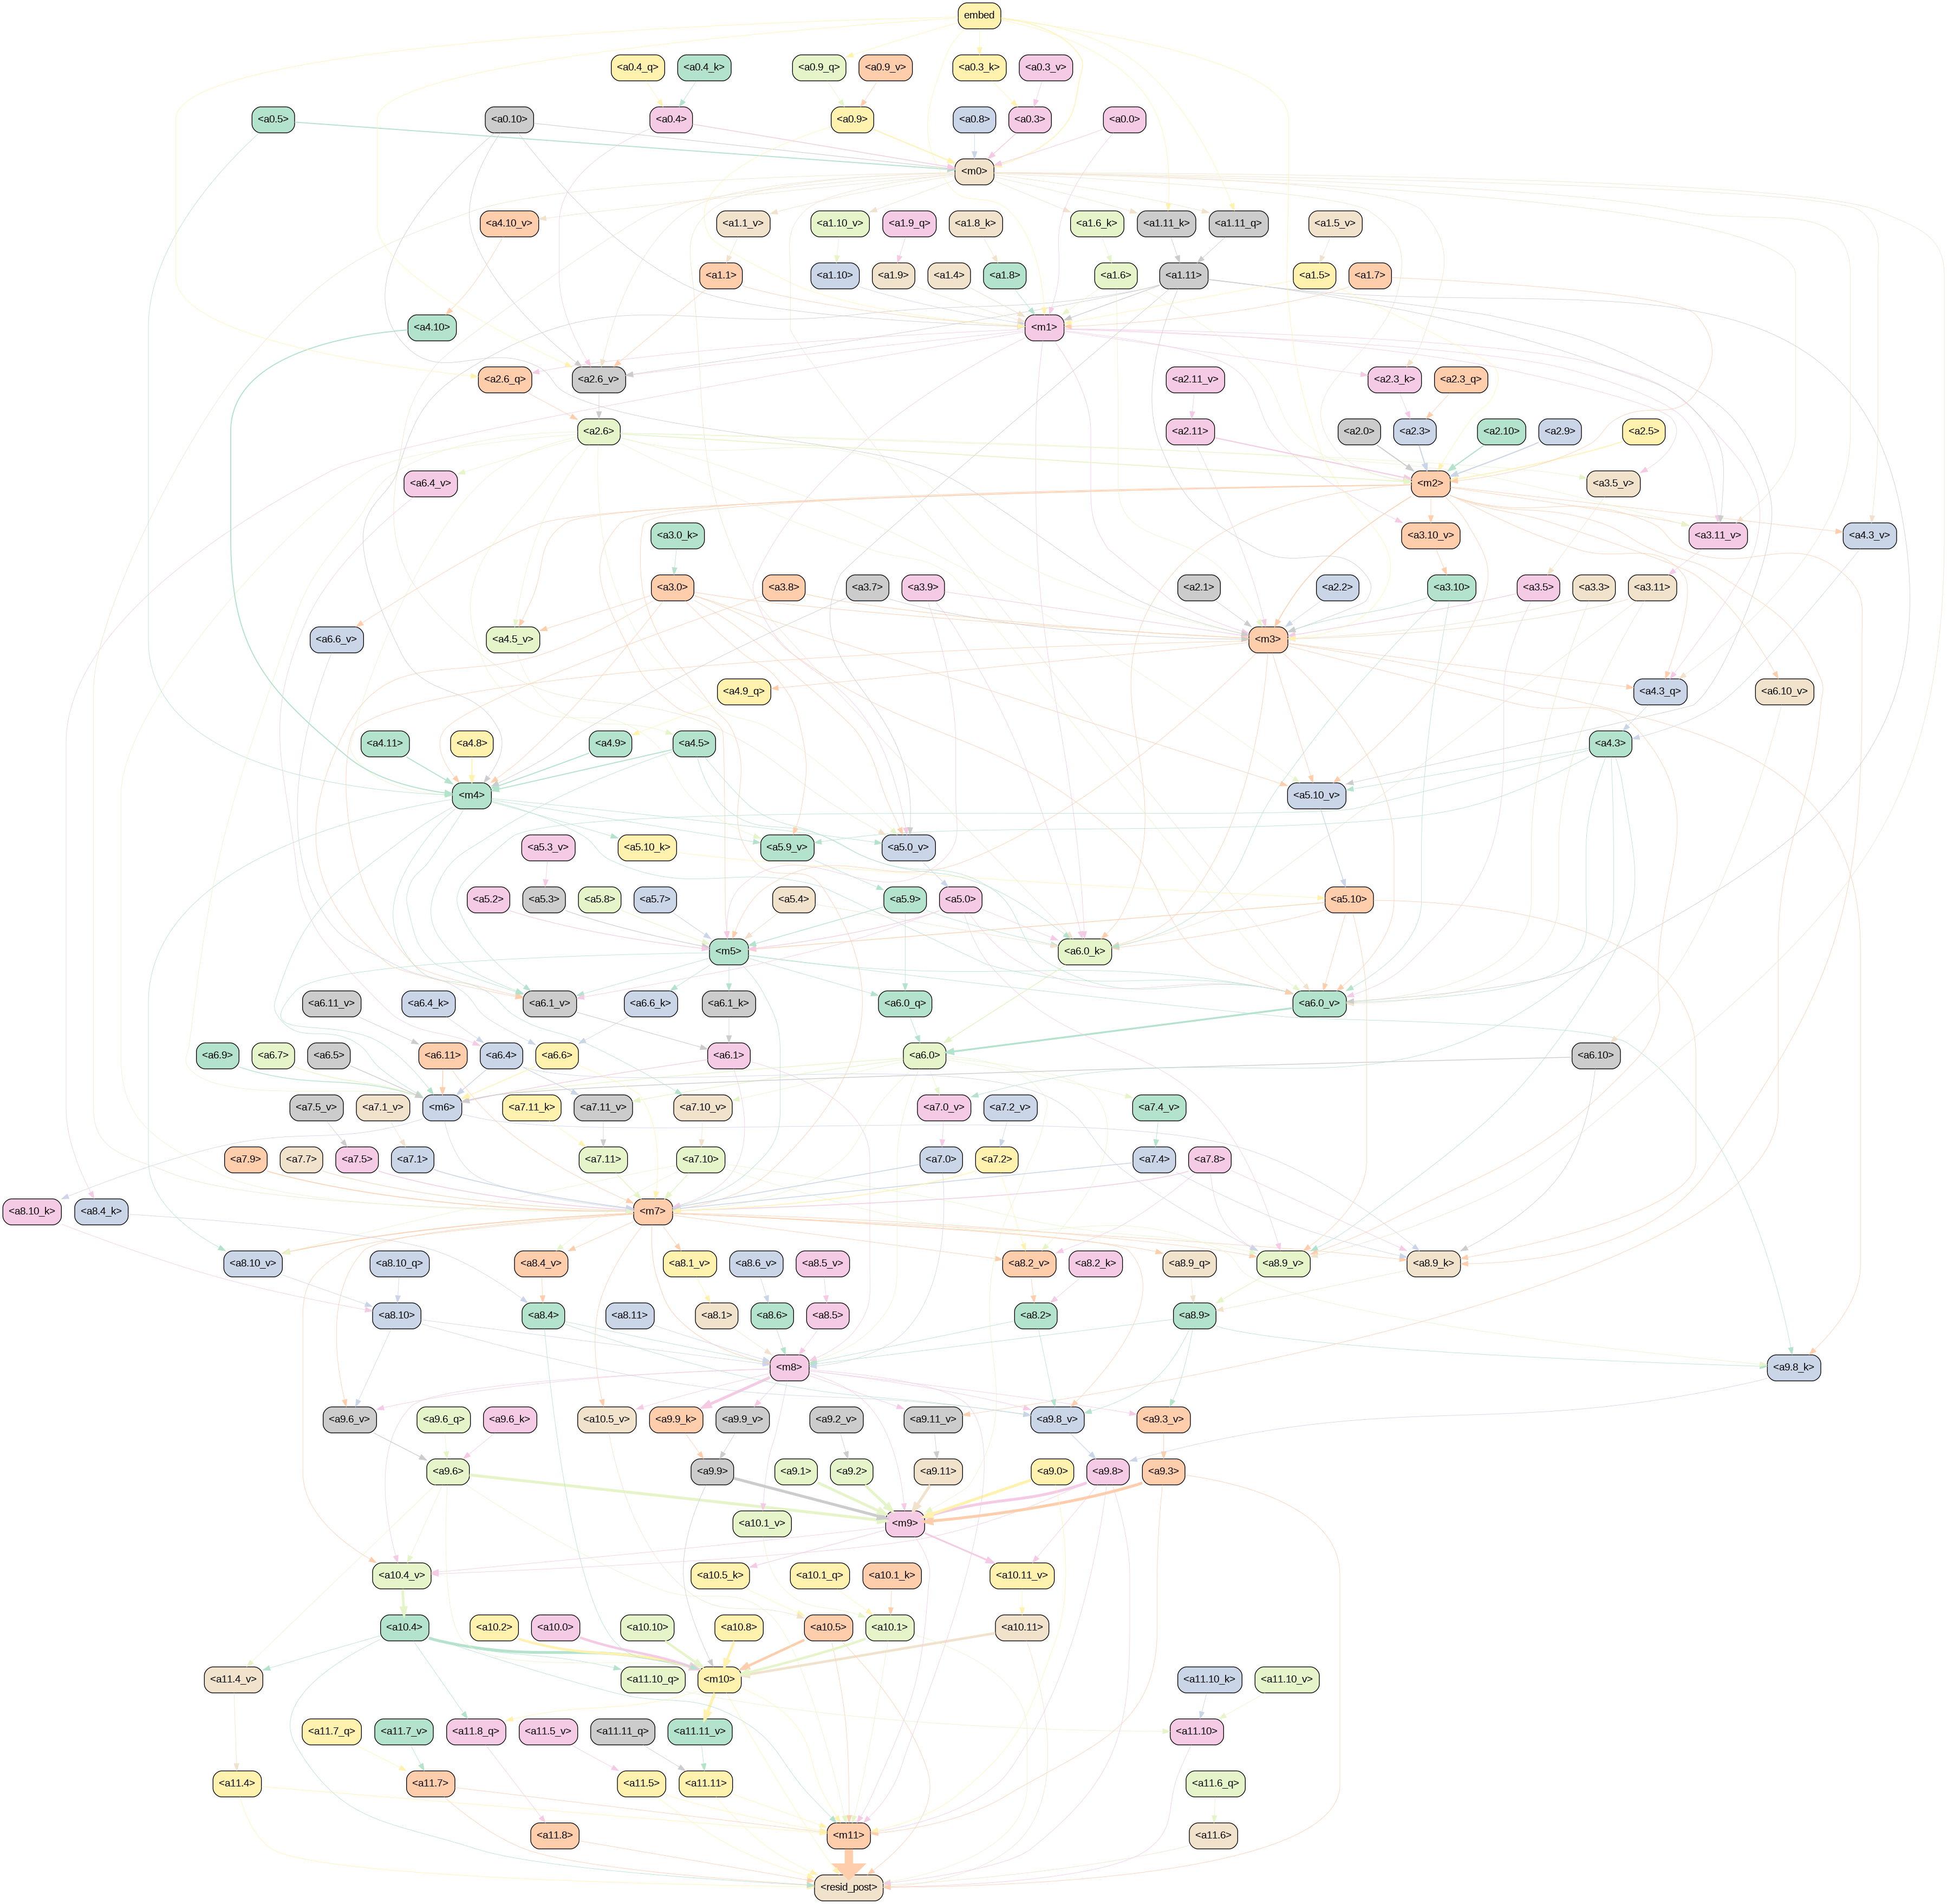 embed
<a0.4_q> <a0.4_k> <a0.9_q> <a0.9_v> <a0.3_k> <a0.3_v>
<a0.5> <a0.10> <a0.4> <a0.9> <a0.8> <a0.3> <a0.0>
<m0>
<a4.10_v> <a1.1_v> <a1.10_v> <a1.9_q> <a1.8_k> <a1.6_k> <a1.11_k> <a1.11_q> <a1.5_v>
<a1.1> <a1.10> <a1.9> <a1.4> <a1.8> <a1.6> <a1.11> <a1.5> <a1.7>
<a4.10> <m1>
<a2.6_q> <a2.6_v> <a2.11_v> <a2.3_k> <a2.3_q>
<a2.6> <a2.11> <a2.0> <a2.3> <a2.10> <a2.9> <a2.5>
<a6.4_v> <m2> <a3.5_v>
<a3.0_k> <a3.10_v> <a3.11_v> <a4.3_v>
<a3.0> <a3.8> <a3.7> <a3.9> <a2.1> <a2.2> <a3.10> <a3.5> <a3.3> <a3.11>
<a6.6_v> <a4.5_v> <m3>
<a4.9_q> <a4.3_q> <a6.10_v>
<a4.11> <a4.8> <a4.9> <a4.5> <a4.3>
<m4> <a5.10_v>
<a5.3_v> <a5.10_k> <a5.9_v> <a5.0_v>
<a5.2> <a5.3> <a5.8> <a5.7> <a5.4> <a5.9> <a5.0> <a5.10>
<m5> <a6.0_k>
<a6.11_v> <a6.4_k> <a6.1_v> <a6.6_k> <a6.1_k> <a6.0_q> <a6.0_v>
<a6.9> <a6.7> <a6.5> <a6.11> <a6.4> <a6.6> <a6.1> <a6.0> <a6.10>
<a7.5_v> <a7.1_v> <m6> <a7.11_k> <a7.11_v> <a7.10_v> <a7.0_v> <a7.2_v> <a7.4_v>
<a7.9> <a7.7> <a7.5> <a7.1> <a7.11> <a7.10> <a7.0> <a7.2> <a7.4> <a7.8>
<a8.10_k> <a8.4_k> <m7>
<a8.10_v> <a8.10_q> <a8.4_v> <a8.1_v> <a8.6_v> <a8.5_v> <a8.2_v> <a8.2_k> <a8.9_q> <a8.9_v> <a8.9_k>
<a8.10> <a8.4> <a8.11> <a8.1> <a8.6> <a8.5> <a8.2> <a8.9>
<m8> <a9.8_k>
<a9.6_v> <a9.6_q> <a9.6_k> <a10.5_v> <a9.9_k> <a9.9_v> <a9.2_v> <a9.11_v> <a9.8_v> <a9.3_v>
<a9.6> <a9.9> <a9.1> <a9.2> <a9.11> <a9.0> <a9.8> <a9.3>
<a10.1_v> <m9>
<a10.4_v> <a10.5_k> <a10.1_q> <a10.1_k> <a10.11_v>
<a10.4> <a10.2> <a10.0> <a10.10> <a10.8> <a10.5> <a10.1> <a10.11>
<a11.4_v> <a11.10_q> <m10> <a11.10_k> <a11.10_v>
<a11.7_q> <a11.7_v> <a11.8_q> <a11.5_v> <a11.11_q> <a11.11_v> <a11.10>
<a11.4> <a11.7> <a11.5> <a11.11> <a11.6_q>
<a11.8> <m11> <a11.6>
<resid_post>